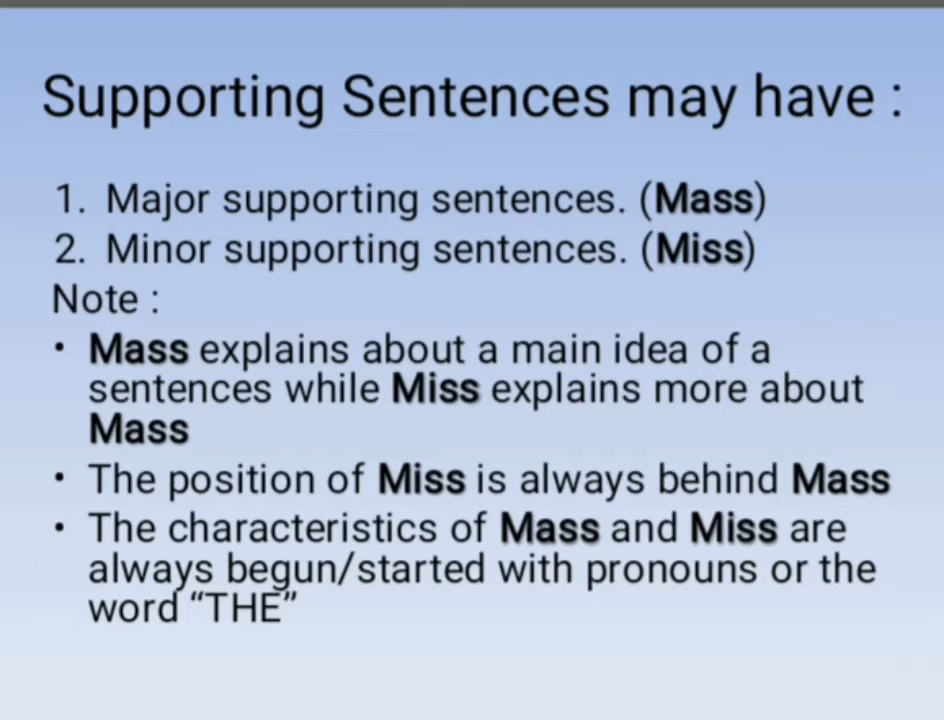 Supporting Sentences may have :
1. Major supporting sentences. (Mass)
2. Minor supporting sentences. (Miss)
Note :
• Mass explains about a main idea of a
sentences while Miss explains more about
Mass
• The position of Miss is always behind Mass
• The characteristics of Mass and Miss are
always begun/started with pronouns or the
word “THE”